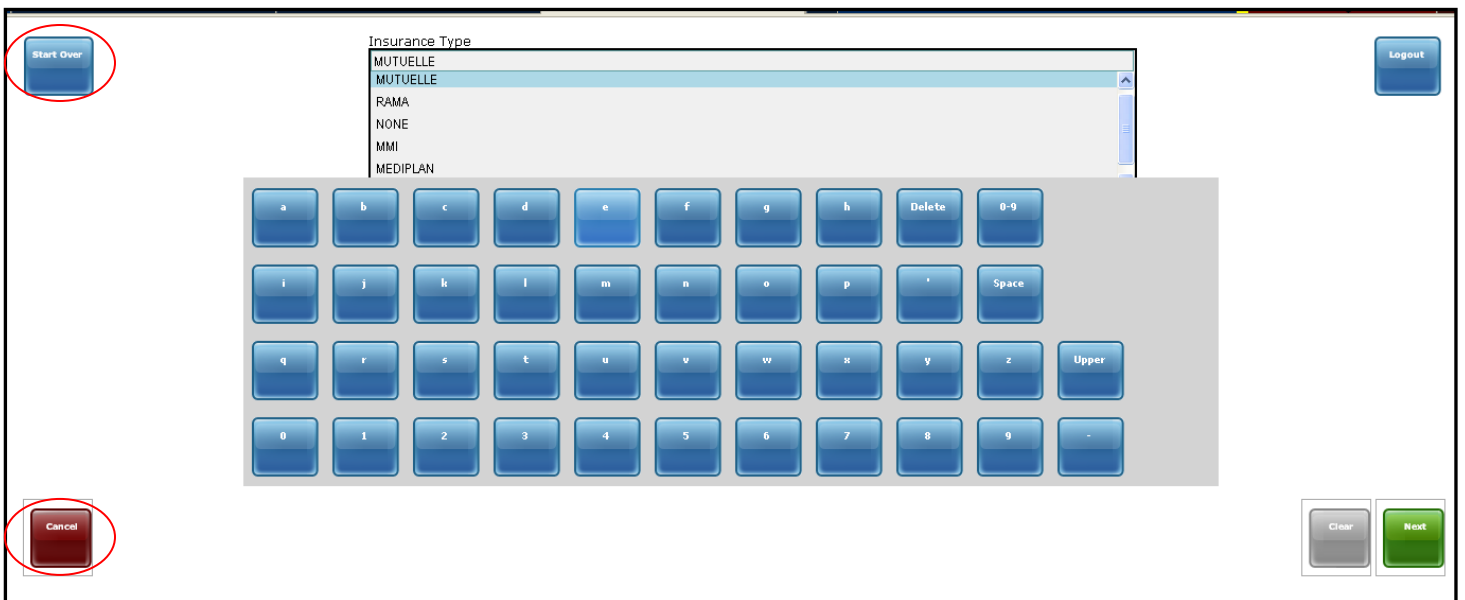 Insurance Type
Start Over
Logout
MUTUELLE
MUTUELLE
RAMA
NONE
MMI
MEDIPLAN
a b c d e f g h Delete 0-9
i j k l m n o p ' Space
q r s t u v w x y z Upper
0 1 2 3 4 5 6 7 8 9 -
Cancel
Clear
Next